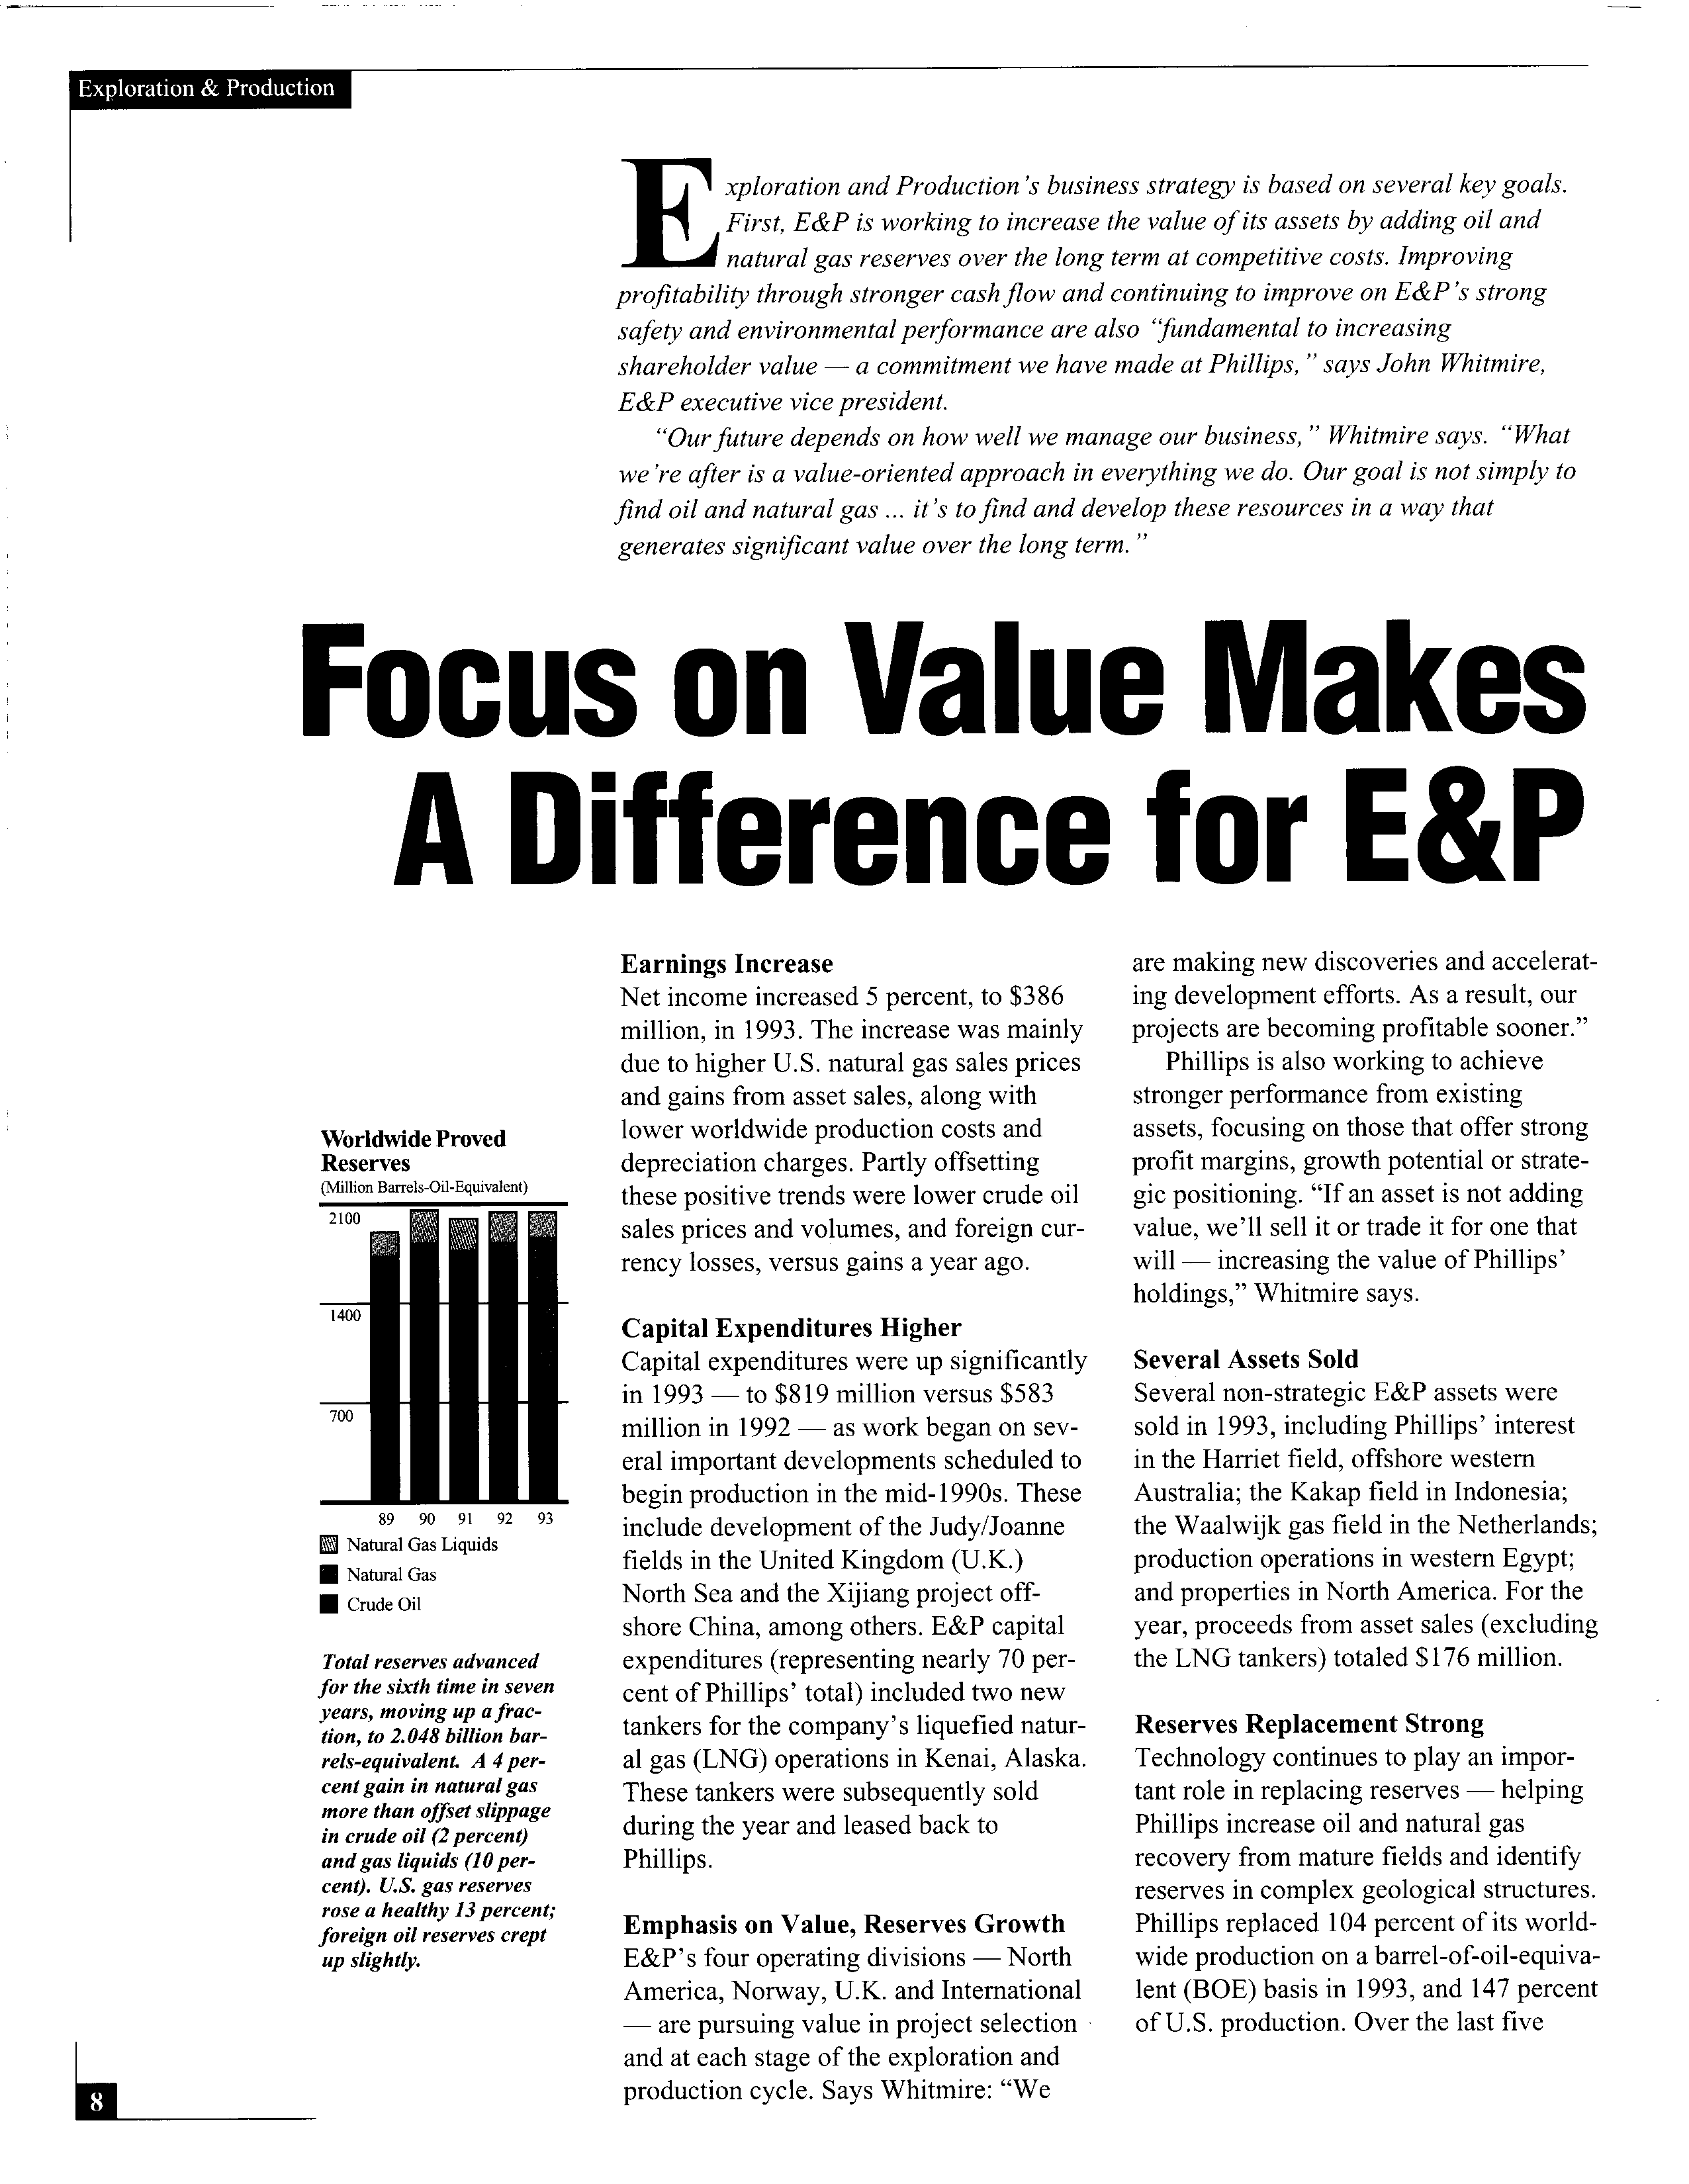 Exploration & Production
Exploration and Production's business strategy is based on several key goals.
First, E&P is working to increase the value of its assets by adding oil and
natural gas reserves over the long term at competitive costs. Improving
profitability through stronger cash flow and continuing to improve on E&P's strong
safety and environmental performance are also “fundamental to increasing
shareholder value — a commitment we have made at Phillips,” says John Whitmire,
E&P executive vice president.
“Our future depends on how well we manage our business,” Whitmire says. “What
we're after is a value-oriented approach in everything we do. Our goal is not simply to
find oil and natural gas ... it's to find and develop these resources in a way that
generates significant value over the long term.”
Focus on Value Makes
A Difference for E&P
Worldwide Proved
Reserves
(Million Barrels-Oil-Equivalent)
2100
1400
700
89 90 91 92 93
Natural Gas Liquids
Natural Gas
Crude Oil
Total reserves advanced
for the sixth time in seven
years, moving up a frac-
tion, to 2.048 billion bar-
rels-equivalent. A 4 per-
cent gain in natural gas
more than offset slippage
in crude oil (2 percent)
and gas liquids (10 per-
cent). U.S. gas reserves
rose a healthy 13 percent;
foreign oil reserves crept
up slightly.
Earnings Increase
Net income increased 5 percent, to $386
million, in 1993. The increase was mainly
due to higher U.S. natural gas sales prices
and gains from asset sales, along with
lower worldwide production costs and
depreciation charges. Partly offsetting
these positive trends were lower crude oil
sales prices and volumes, and foreign cur-
rency losses, versus gains a year ago.
Capital Expenditures Higher
Capital expenditures were up significantly
in 1993 — to $819 million versus $583
million in 1992 — as work began on sev-
eral important developments scheduled to
begin production in the mid-1990s. These
include development of the Judy/Joanne
fields in the United Kingdom (U.K.)
North Sea and the Xijiang project off-
shore China, among others. E&P capital
expenditures (representing nearly 70 per-
cent of Phillips' total) included two new
tankers for the company's liquefied natur-
al gas (LNG) operations in Kenai, Alaska.
These tankers were subsequently sold
during the year and leased back to
Phillips.
Emphasis on Value, Reserves Growth
E&P's four operating divisions — North
America, Norway, U.K. and International
— are pursuing value in project selection
and at each stage of the exploration and
production cycle. Says Whitmire: “We
are making new discoveries and accelerat-
ing development efforts. As a result, our
projects are becoming profitable sooner.”
Phillips is also working to achieve
stronger performance from existing
assets, focusing on those that offer strong
profit margins, growth potential or strate-
gic positioning. “If an asset is not adding
value, we'll sell it or trade it for one that
will — increasing the value of Phillips'
holdings,” Whitmire says.
Several Assets Sold
Several non-strategic E&P assets were
sold in 1993, including Phillips' interest
in the Harriet field, offshore western
Australia; the Kakap field in Indonesia;
the Waalwijk gas field in the Netherlands;
production operations in western Egypt;
and properties in North America. For the
year, proceeds from asset sales (excluding
the LNG tankers) totaled $176 million.
Reserves Replacement Strong
Technology continues to play an impor-
tant role in replacing reserves — helping
Phillips increase oil and natural gas
recovery from mature fields and identify
reserves in complex geological structures.
Phillips replaced 104 percent of its world-
wide production on a barrel-of-oil-equiva-
lent (BOE) basis in 1993, and 147 percent
of U.S. production. Over the last five
8